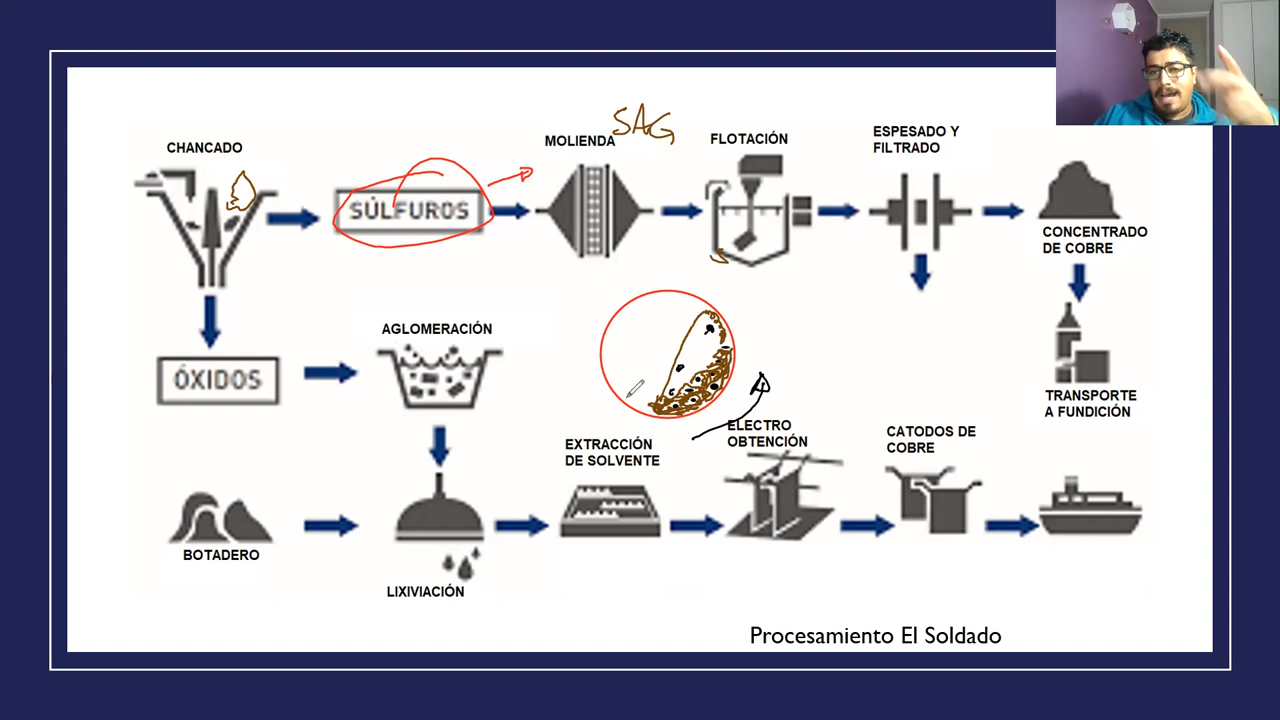 CHANCADO
SÚLFUROS
MOLIENDA
SAG
FLOTACIÓN
ESPESADO Y
FILTRADO
CONCENTRADO
DE COBRE
ÓXIDOS
AGLOMERACIÓN
TRANSPORTE
A FUNDICIÓN
BOTADERO
LIXIVIACIÓN
EXTRACCIÓN
DE SOLVENTE
ELECTRO
OBTENCIÓN
CATODOS DE
COBRE
Procesamiento El Soldado